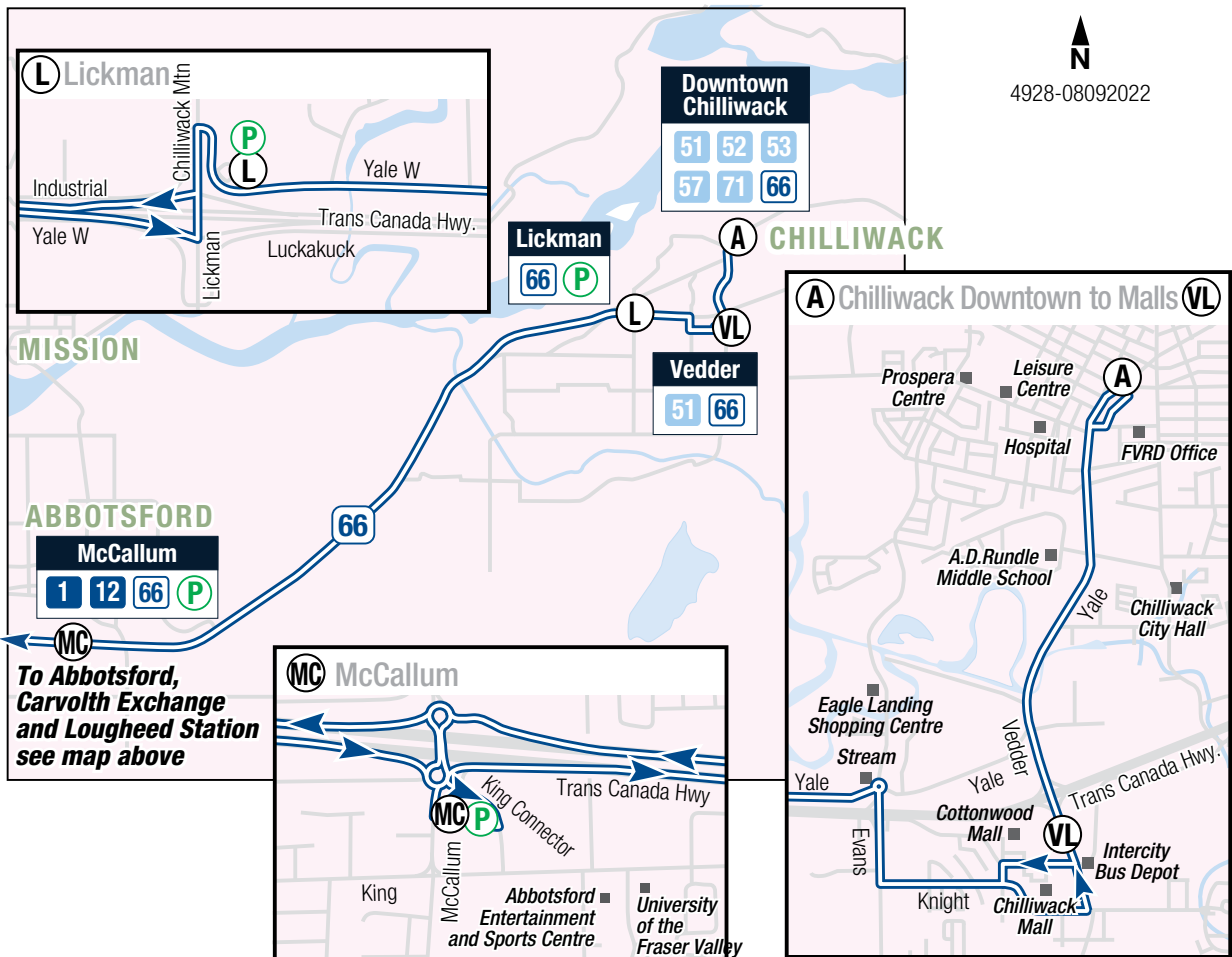 N
4928-08092022
L Lickman
Chilliwack Mtn
P
L
Yale W
Industrial
Trans Canada Hwy.
Yale W
Luckakuck
Lickman
Downtown
Chilliwack
51 52 53
57 71 66
A CHILLIWACK
Lickman
66 P
L
VL
Vedder
51 66
MISSION
66
ABBOTSFORD
McCallum
1 12 66 P
MC
To Abbotsford,
Carvolth Exchange
and Lougheed Station
see map above
MC McCallum
Trans Canada Hwy
King Connector
MC P
McCallum
King
Abbotsford
Entertainment
and Sports Centre
University
of the
Fraser Valley
A Chilliwack Downtown to Malls VL
Prospera
Centre
Leisure
Centre
A
Hospital
FVRD Office
A.D.Rundle
Middle School
Yale
Chilliwack
City Hall
Eagle Landing
Shopping Centre
Stream
Vedder
Yale
Yale
Trans Canada Hwy.
Evans
Cottonwood
Mall
VL
Intercity
Bus Depot
Knight
Chilliwack
Mall